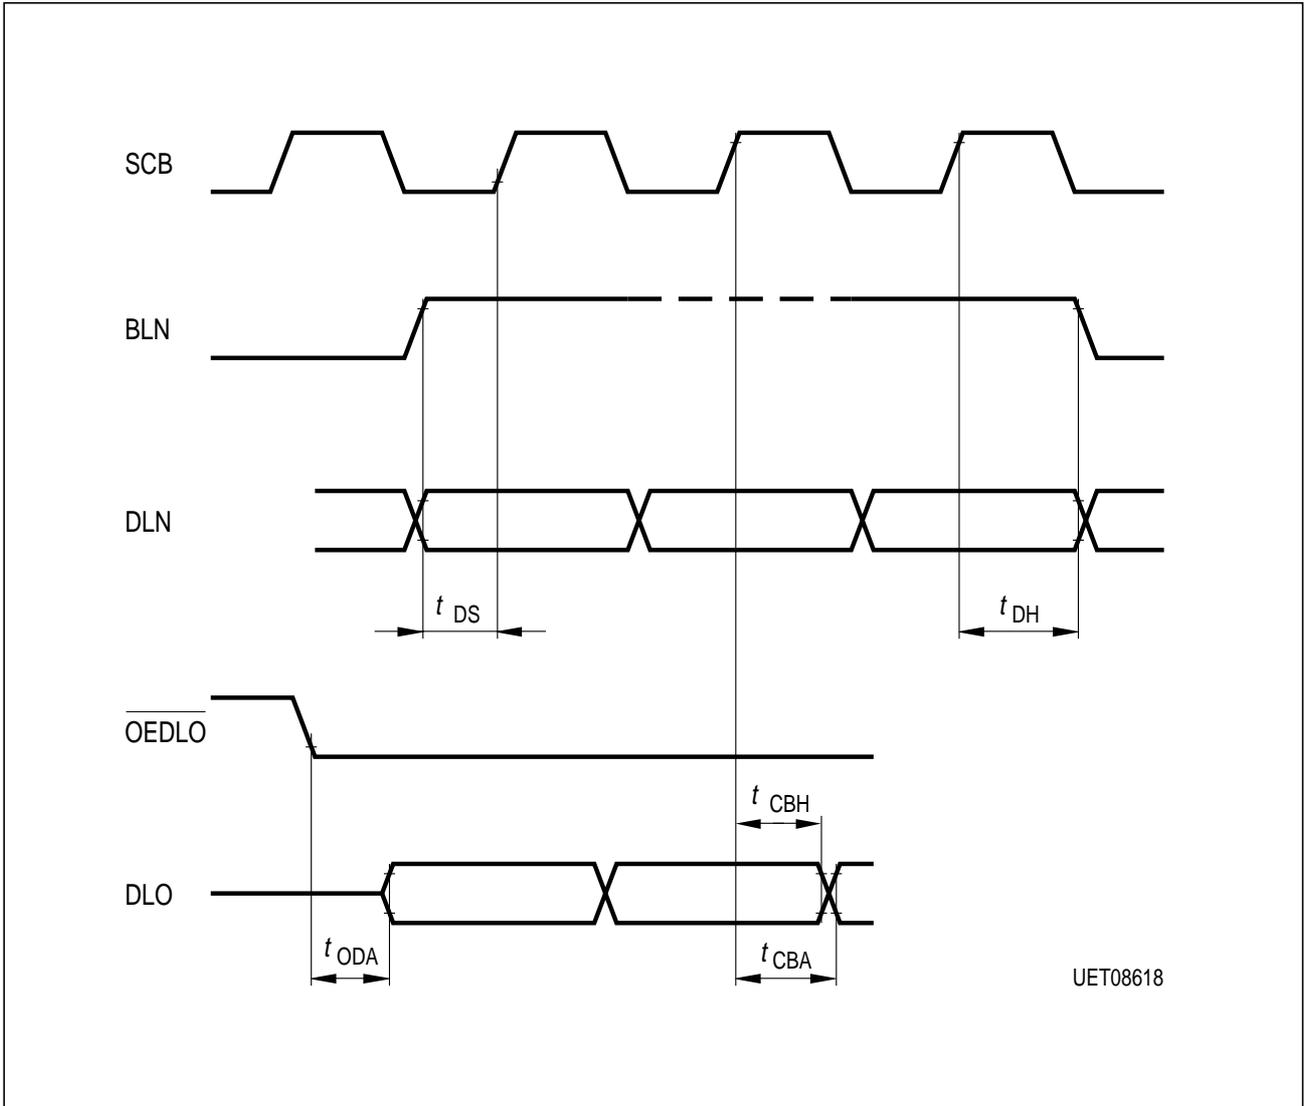 SCB
BLN
DLN
t DS
t DH
OEDLO
t CBH
DLO
t ODA
t CBA
UET08618